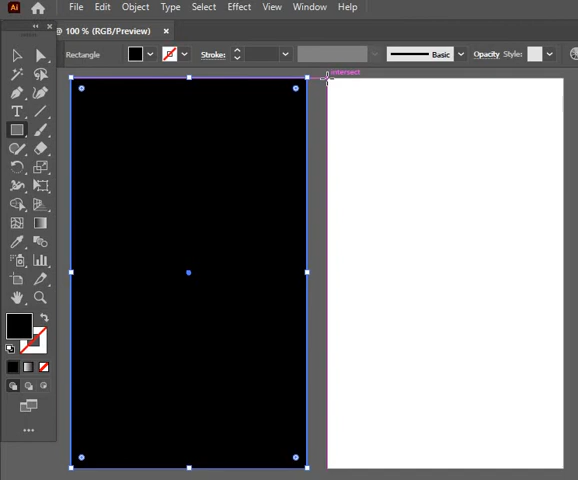 Ai File Edit Object Type Select Effect View Window Help
@ 100 % (RGB/Preview) ×
Rectangle Stroke: Basic Opacity Style:
intersect
T